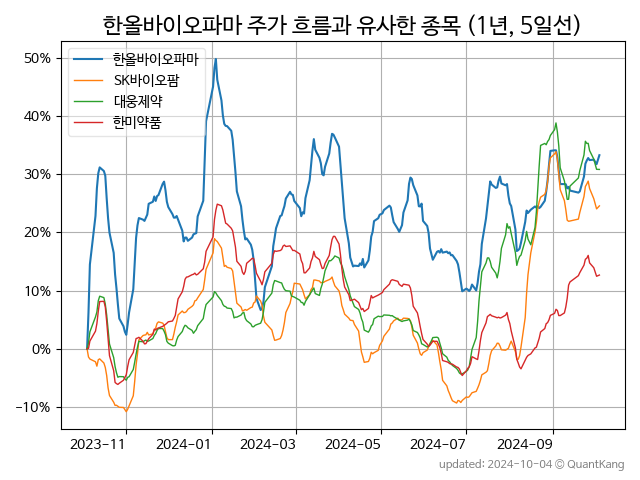 한올바이오파마 주가 흐름과 유사한 종목 (1년, 5일선)
50%
40%
30%
20%
10%
0%
−10%
한올바이오파마
SK바이오팜
대웅제약
한미약품
2023−11
2024−01
2024−03
2024−05
2024−07
2024−09
updated: 2024-10-04 © QuantKang